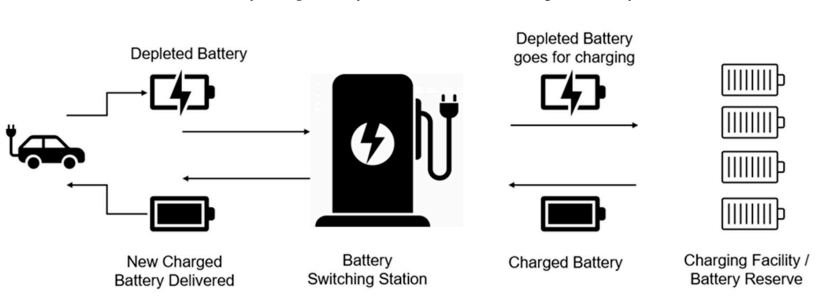 Depleted Battery
Depleted Battery
goes for charging
New Charged
Battery Delivered
Battery
Switching Station
Charged Battery
Charging Facility /
Battery Reserve